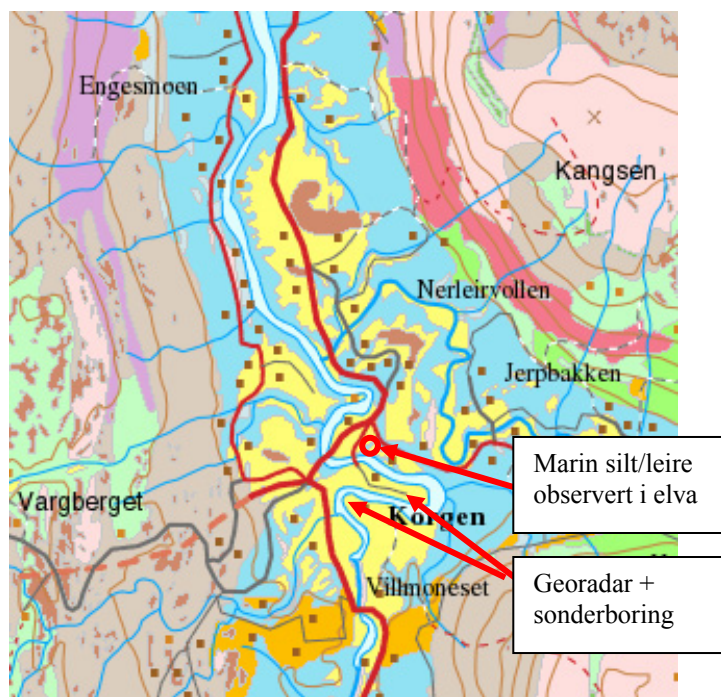 Engesmoen
Kangsen
Nerleirvollen
Jerpbakken
Marin silt/leire
observert i elva
Vargberget
Korgen
Villmoneset
Georadar +
sonderboring